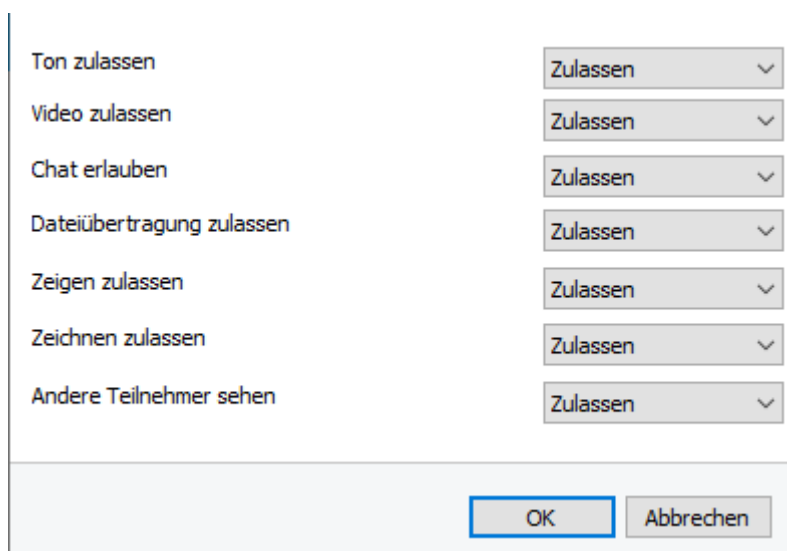 Ton zulassen Zulassen
Video zulassen Zulassen
Chat erlauben Zulassen
Dateiübertragung zulassen Zulassen
Zeigen zulassen Zulassen
Zeichnen zulassen Zulassen
Andere Teilnehmer sehen Zulassen
OK Abbrechen